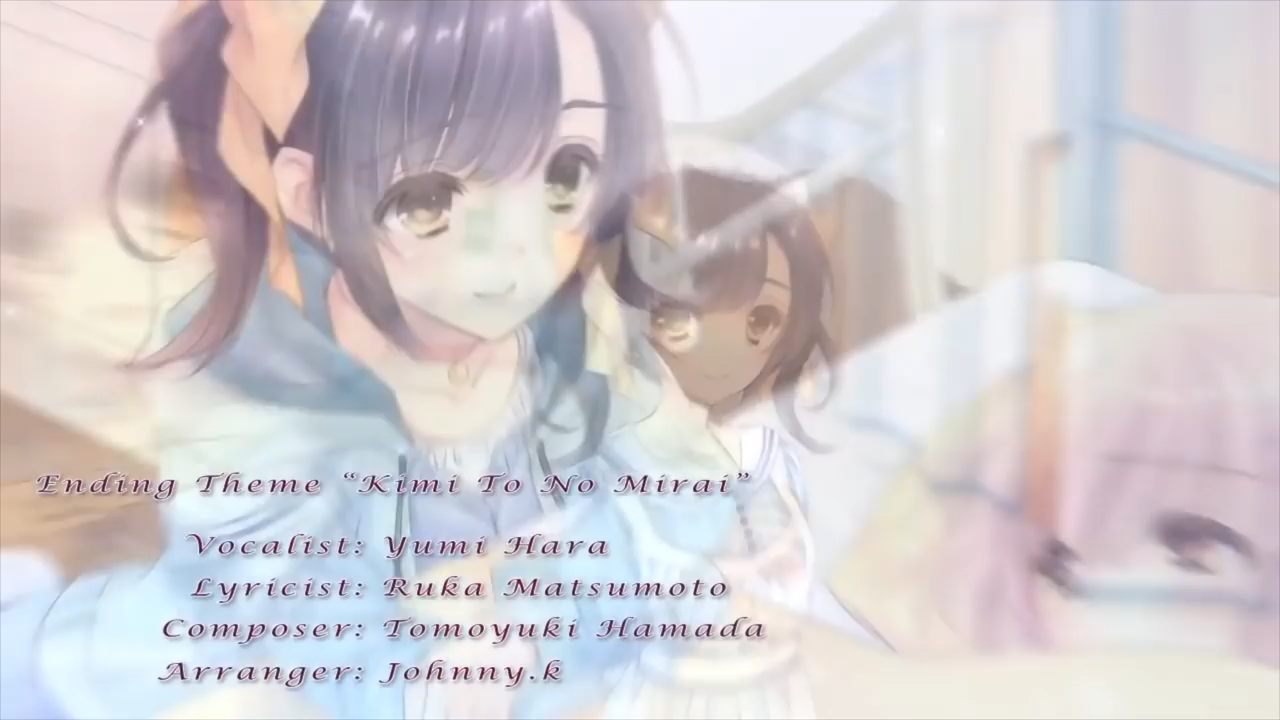 Ending Theme “Kimi To No Mirai”
Vocalist: Yumi Hara
Lyricist: Ruka Matsumoto
Composer: Tomoyuki Hamada
Arranger: Johnny.k